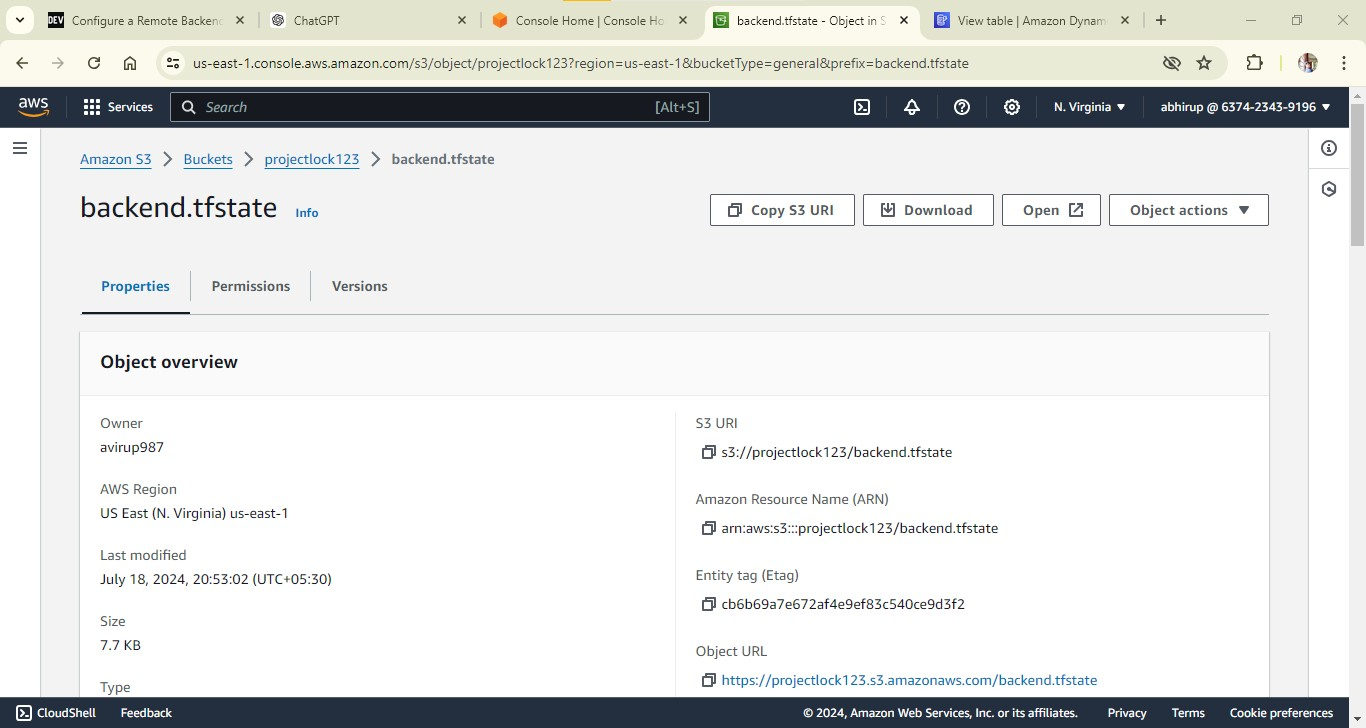 DEV Configure a Remote Backen
ChatGPT
Console Home | Console Ho
backend.tfstate - Object in S
View table | Amazon Dynam
us-east-1.console.aws.amazon.com/s3/object/projectlock123?region=us-east-1&bucketType=general&prefix=backend.tfstate
aws Services Search [Alt+S] N. Virginia abhirup @ 6374-2343-9196
Amazon S3 Buckets projectlock123 backend.tfstate
backend.tfstate Info
Copy S3 URI Download Open Object actions
Properties Permissions Versions
Object overview
Owner
avirup987
AWS Region
US East (N. Virginia) us-east-1
Last modified
July 18, 2024, 20:53:02 (UTC+05:30)
Size
7.7 KB
Type
S3 URI
s3://projectlock123/backend.tfstate
Amazon Resource Name (ARN)
arn:aws:s3:::projectlock123/backend.tfstate
Entity tag (Etag)
cb6b69a7e672af4e9ef83c540ce9d3f2
Object URL
https://projectlock123.s3.amazonaws.com/backend.tfstate
CloudShell Feedback © 2024, Amazon Web Services, Inc. or its affiliates. Privacy Terms Cookie preferences